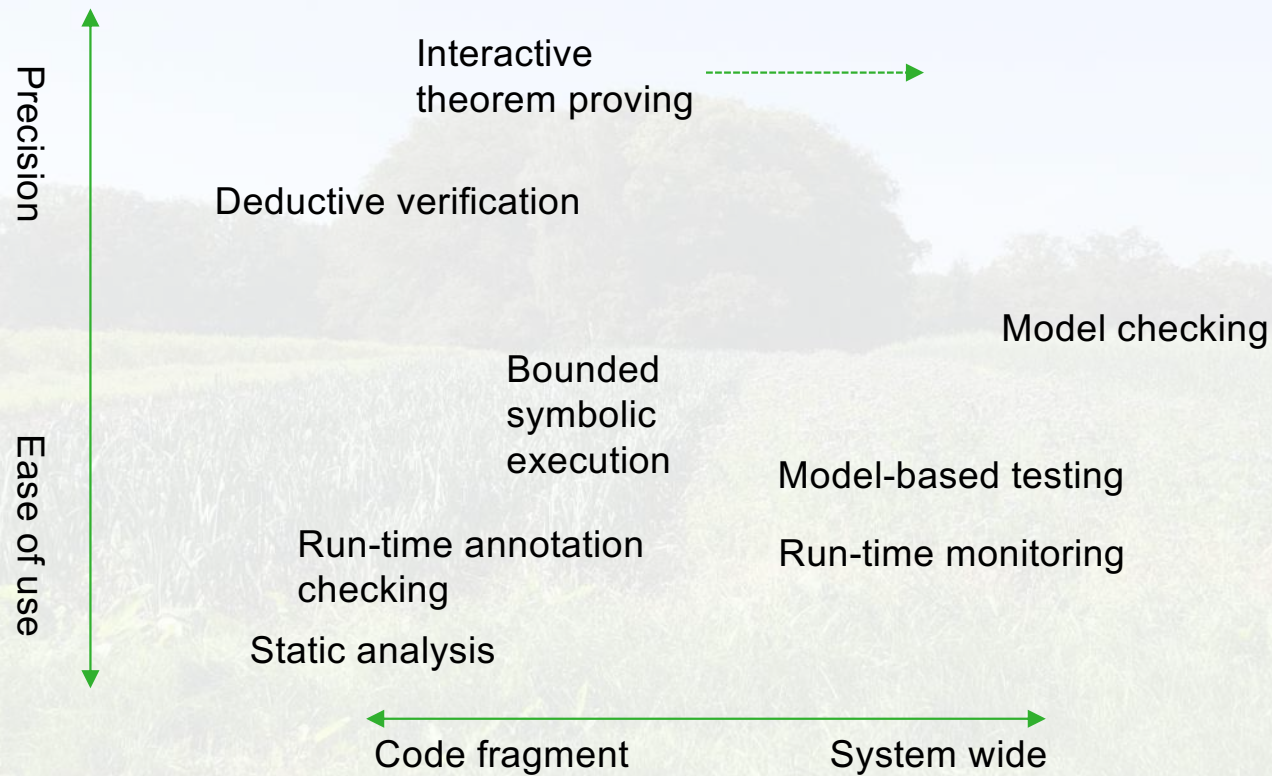 Precision
Ease of use
Interactive
theorem proving
Deductive verification
Model checking
Bounded
symbolic
execution
Model-based testing
Run-time annotation
checking
Run-time monitoring
Static analysis
Code fragment
System wide